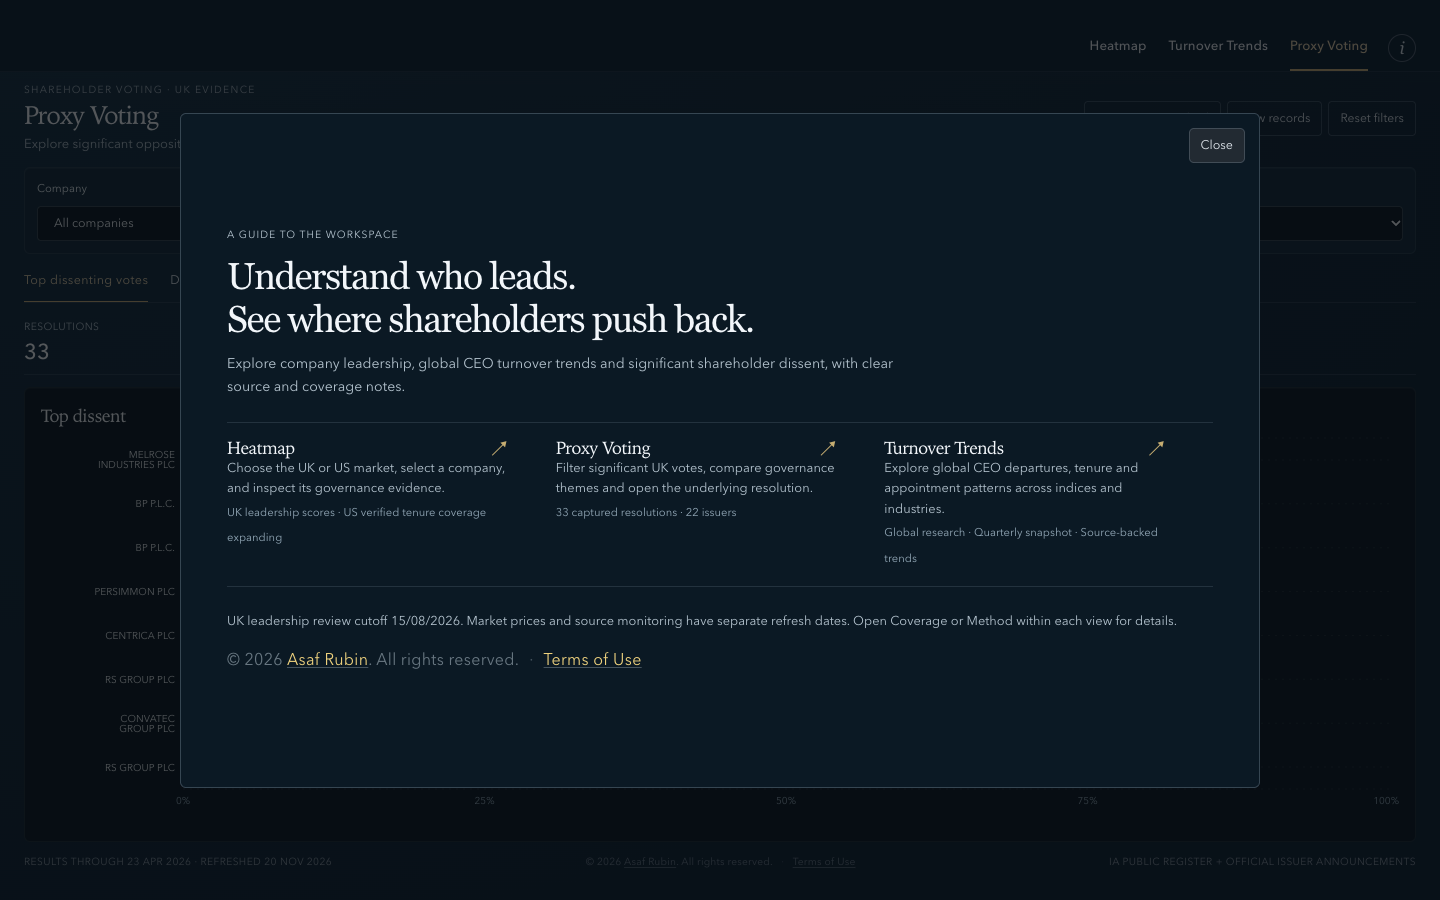 Heatmap Turnover Trends Proxy Voting i
SHAREHOLDER VOTING · UK EVIDENCE
Proxy Voting
Explore significant opposit
records Reset filters
Close
Company
All companies
A GUIDE TO THE WORKSPACE
Understand who leads.
See where shareholders push back.
Explore company leadership, global CEO turnover trends and significant shareholder dissent, with clear
source and coverage notes.
Top dissenting votes D
RESOLUTIONS
33
Top dissent
MELROSE
INDUSTRIES PLC
BP P.L.C.
BP P.L.C.
PERSIMMON PLC
CENTRICA PLC
RS GROUP PLC
CONVATEC
GROUP PLC
RS GROUP PLC
0% 25% 50% 75% 100%
Heatmap
Choose the UK or US market, select a company,
and inspect its governance evidence.
UK leadership scores · US verified tenure coverage
expanding
Proxy Voting
Filter significant UK votes, compare governance
themes and open the underlying resolution.
33 captured resolutions · 22 issuers
Turnover Trends
Explore global CEO departures, tenure and
appointment patterns across indices and
industries.
Global research · Quarterly snapshot · Source-backed
trends
UK leadership review cutoff 15/08/2026. Market prices and source monitoring have separate refresh dates. Open Coverage or Method within each view for details.
© 2026 Asaf Rubin. All rights reserved. · Terms of Use
RESULTS THROUGH 23 APR 2026 · REFRESHED 20 NOV 2026
© 2026 Asaf Rubin. All rights reserved. Terms of Use
IA PUBLIC REGISTER + OFFICIAL ISSUER ANNOUNCEMENTS